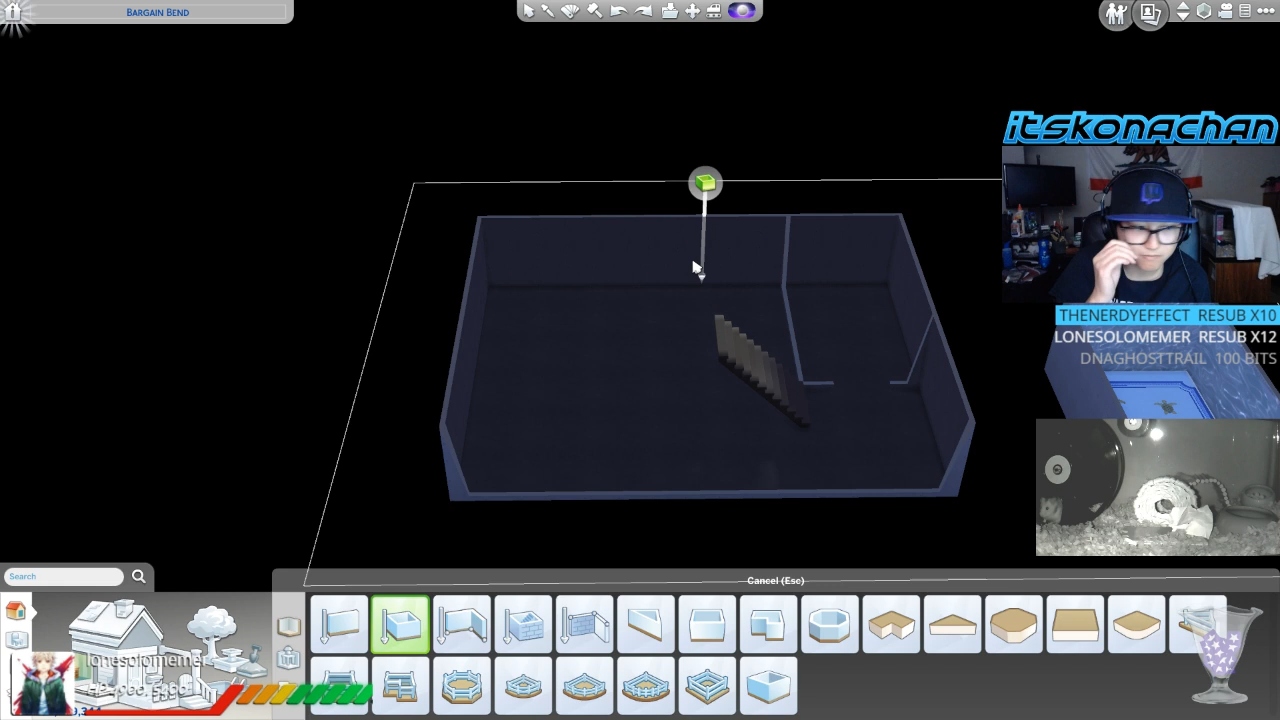 BARGAIN BEND
itskonachan
THENERDYEFFECT RESUB X10
LONESOLOMEMER RESUB X12
DNAGHOSTTRAIL 100 BITS
Search
Cancel (Esc)
lonesolomemer